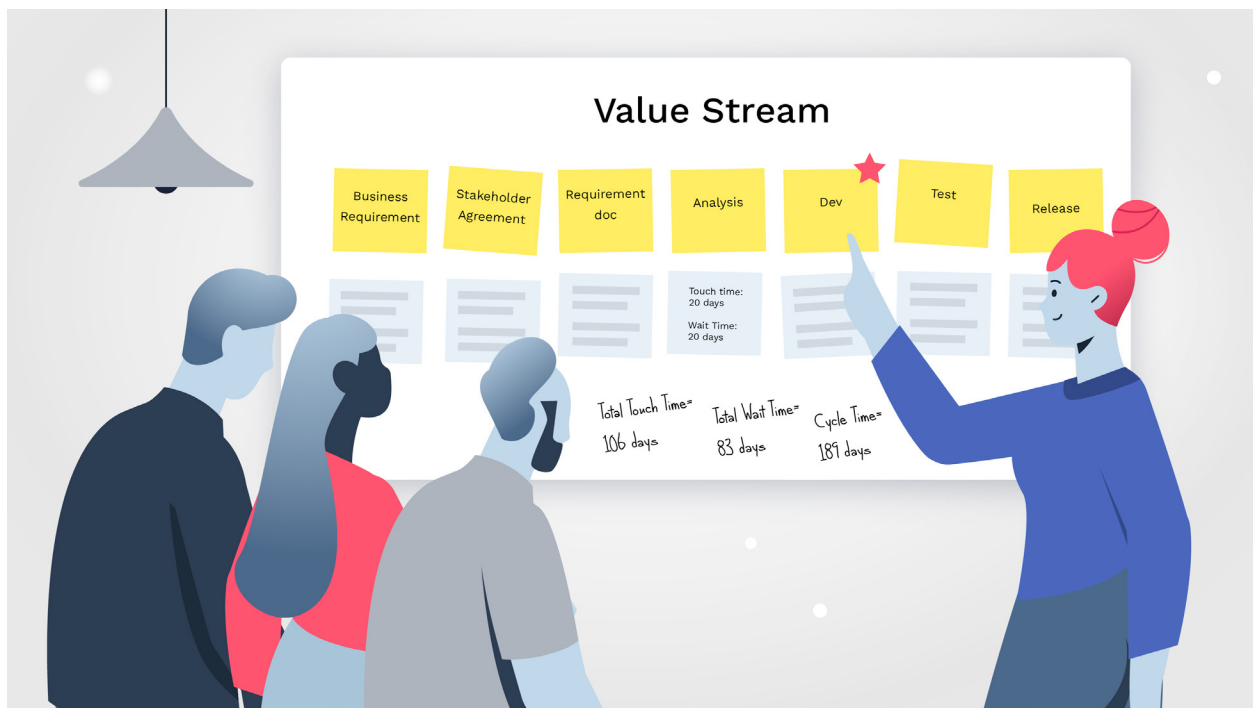 Value Stream
Business
Requirement
Stakeholder
Agreement
Requirement
doc
Analysis
Dev
Test
Release
Touch time:
20 days
Wait Time:
20 days
Total Touch Time=
106 days
Total Wait Time=
83 days
Cycle Time=
189 days